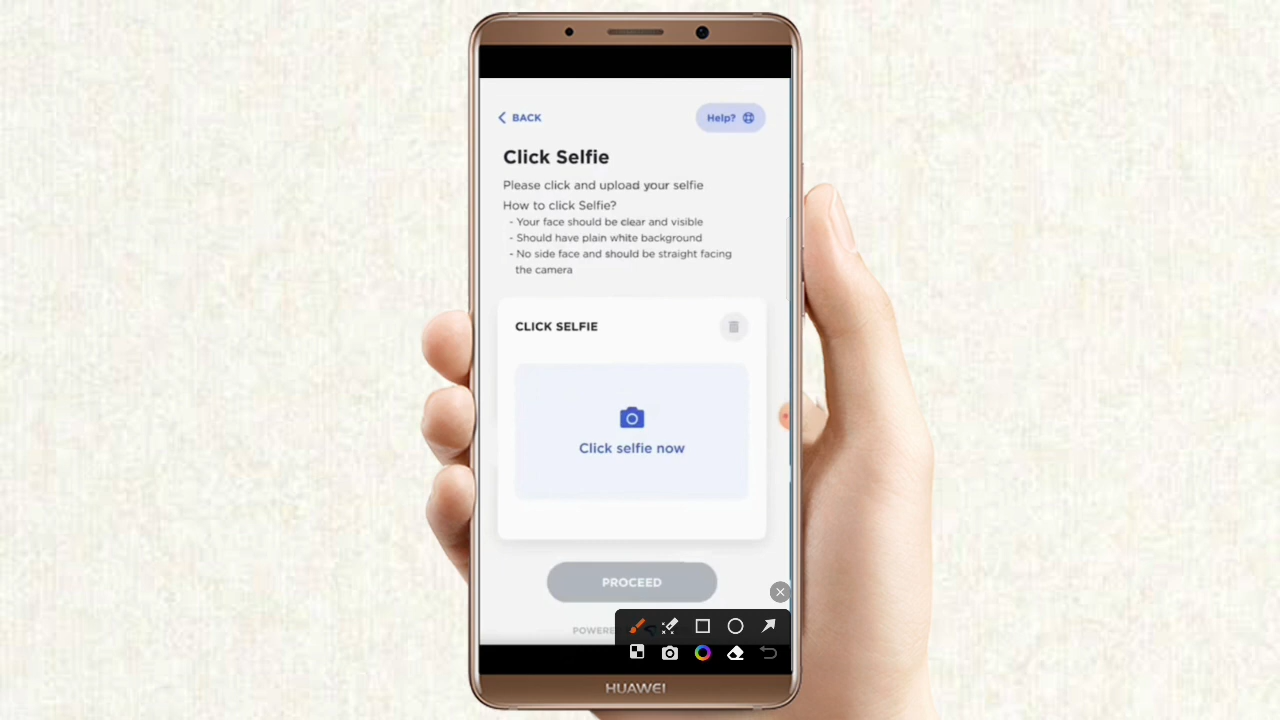 BACK
Help?
Click Selfie
Please click and upload your selfie
How to click Selfie?
- Your face should be clear and visible
- Should have plain white background
- No side face and should be straight facing
the camera
CLICK SELFIE
Click selfie now
PROCEED
HUAWEI